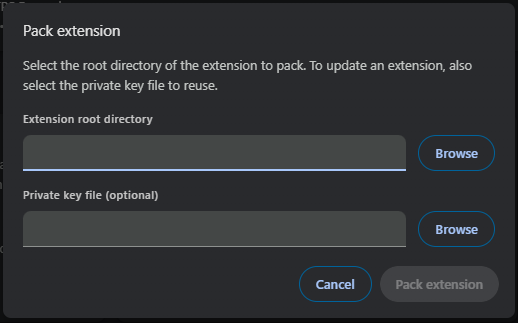 Pack extension
Select the root directory of the extension to pack. To update an extension, also
select the private key file to reuse.
Extension root directory
Browse
Private key file (optional)
Browse
Cancel
Pack extension